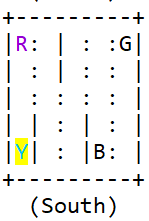 +---------+
|R: | : :G|
| : | : : |
| : : : : |
| | : | : |
|Y| : |B: |
+---------+
(South)